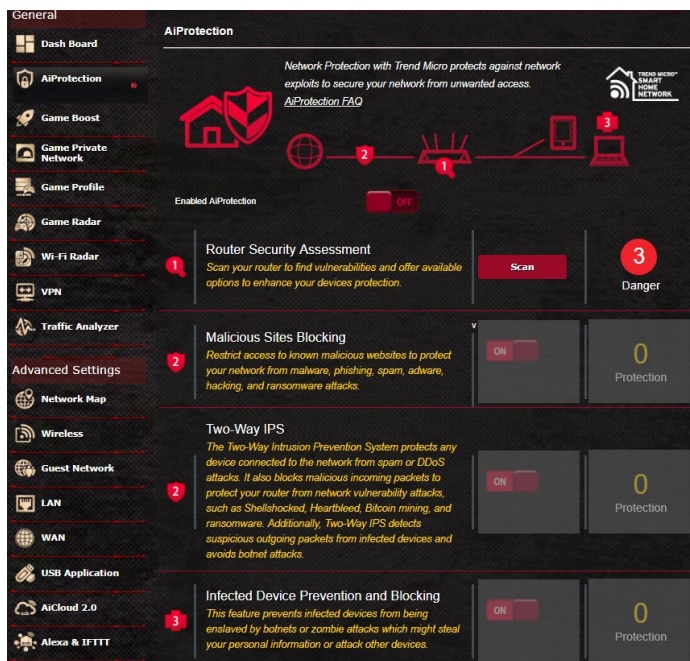 General
Dash Board
AiProtection
Game Boost
Game Private
Network
Game Profile
Game Radar
Wi-Fi Radar
VPN
Traffic Analyzer
Advanced Settings
Network Map
Wireless
Guest Network
LAN
WAN
USB Application
AiCloud 2.0
Alexa & IFTTT
AiProtection
Network Protection with Trend Micro protects against network
exploits to secure your network from unwanted access.
AiProtection FAQ
TREND MICRO™
SMART
HOME
NETWORK
2
1
3
Enabled AiProtection
OFF
1
Router Security Assessment
Scan your router to find vulnerabilities and offer available
options to enhance your devices protection.
Scan
3
Danger
2
Malicious Sites Blocking
Restrict access to known malicious websites to protect
your network from malware, phishing, spam, adware,
hacking, and ransomware attacks.
v
ON
0
Protection
2
Two-Way IPS
The Two-Way Intrusion Prevention System protects any
device connected to the network from spam or DDoS
attacks. It also blocks malicious incoming packets to
protect your router from network vulnerability attacks,
such as Shellshocked, Heartbleed, Bitcoin mining, and
ransomware. Additionally, Two-Way IPS detects
suspicious outgoing packets from infected devices and
avoids botnet attacks.
ON
0
Protection
3
Infected Device Prevention and Blocking
This feature prevents infected devices from being
enslaved by botnets or zombie attacks which might steal
your personal information or attack other devices.
ON
0
Protection